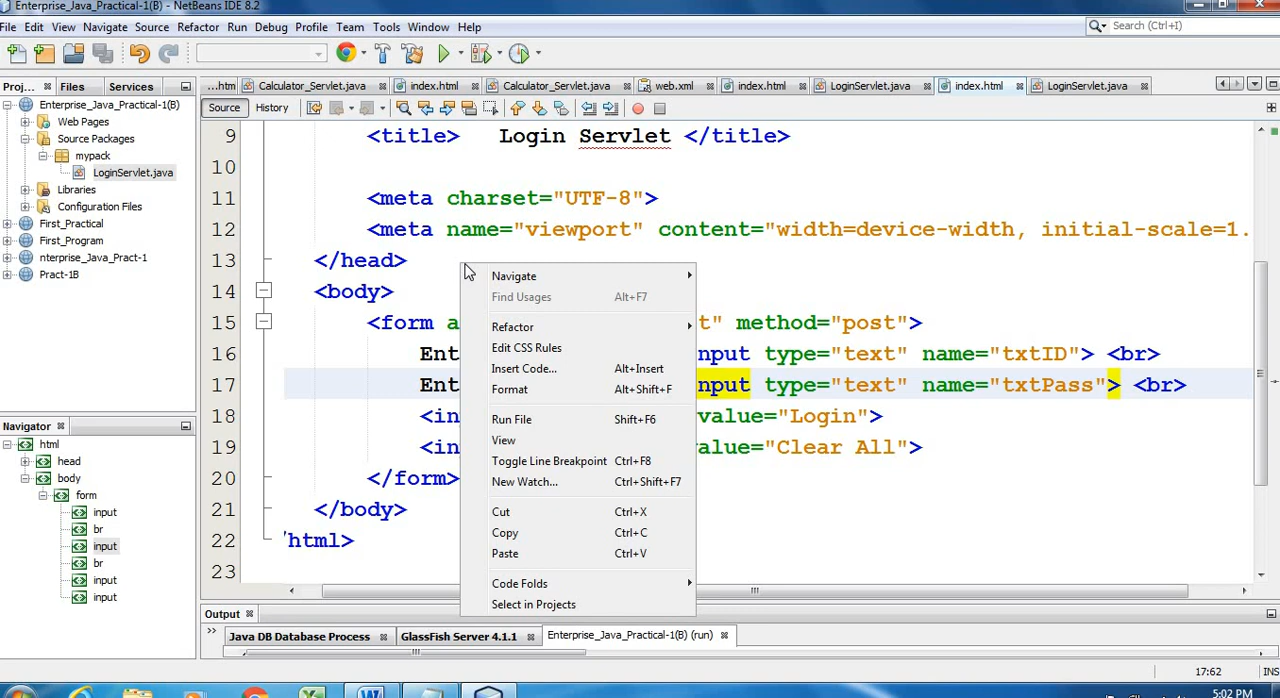 Enterprise_Java_Practical-1(B) - NetBeans IDE 8.2
File Edit View Navigate Source Refactor Run Debug Profile Team Tools Window Help
Search (Ctrl+I)
Proj... Files Services
...htm Calculator_Servlet.java index.html Calculator_Servlet.java web.xml index.html LoginServlet.java index.html LoginServlet.java
Source History
Enterprise_Java_Practical-1(B)
Web Pages
Source Packages
mypack
LoginServlet.java
Libraries
Configuration Files
First_Practical
First_Program
nterprise_Java_Pract-1
Pract-1B
Navigator
html
head
body
form
input
br
input
br
input
input
9 <title> Login Servlet </title>
10
11 <meta charset="UTF-8">
12 <meta name="viewport" content="width=device-width, initial-scale=1.
13 </head>
14 <body>
15 <form a t" method="post">
16 Ent nput type="text" name="txtID"> <br>
17 Ent nput type="text" name="txtPass"> <br>
18 <in value="Login">
19 <in value="Clear All">
20 </form>
21 </body>
22 html>
23
Navigate
Find Usages Alt+F7
Refactor
Edit CSS Rules
Insert Code... Alt+Insert
Format Alt+Shift+F
Run File Shift+F6
View
Toggle Line Breakpoint Ctrl+F8
New Watch... Ctrl+Shift+F7
Cut Ctrl+X
Copy Ctrl+C
Paste Ctrl+V
Code Folds
Select in Projects
Output
Java DB Database Process GlassFish Server 4.1.1 Enterprise_Java_Practical-1(B) (run)
17:62 INS
5:02 PM